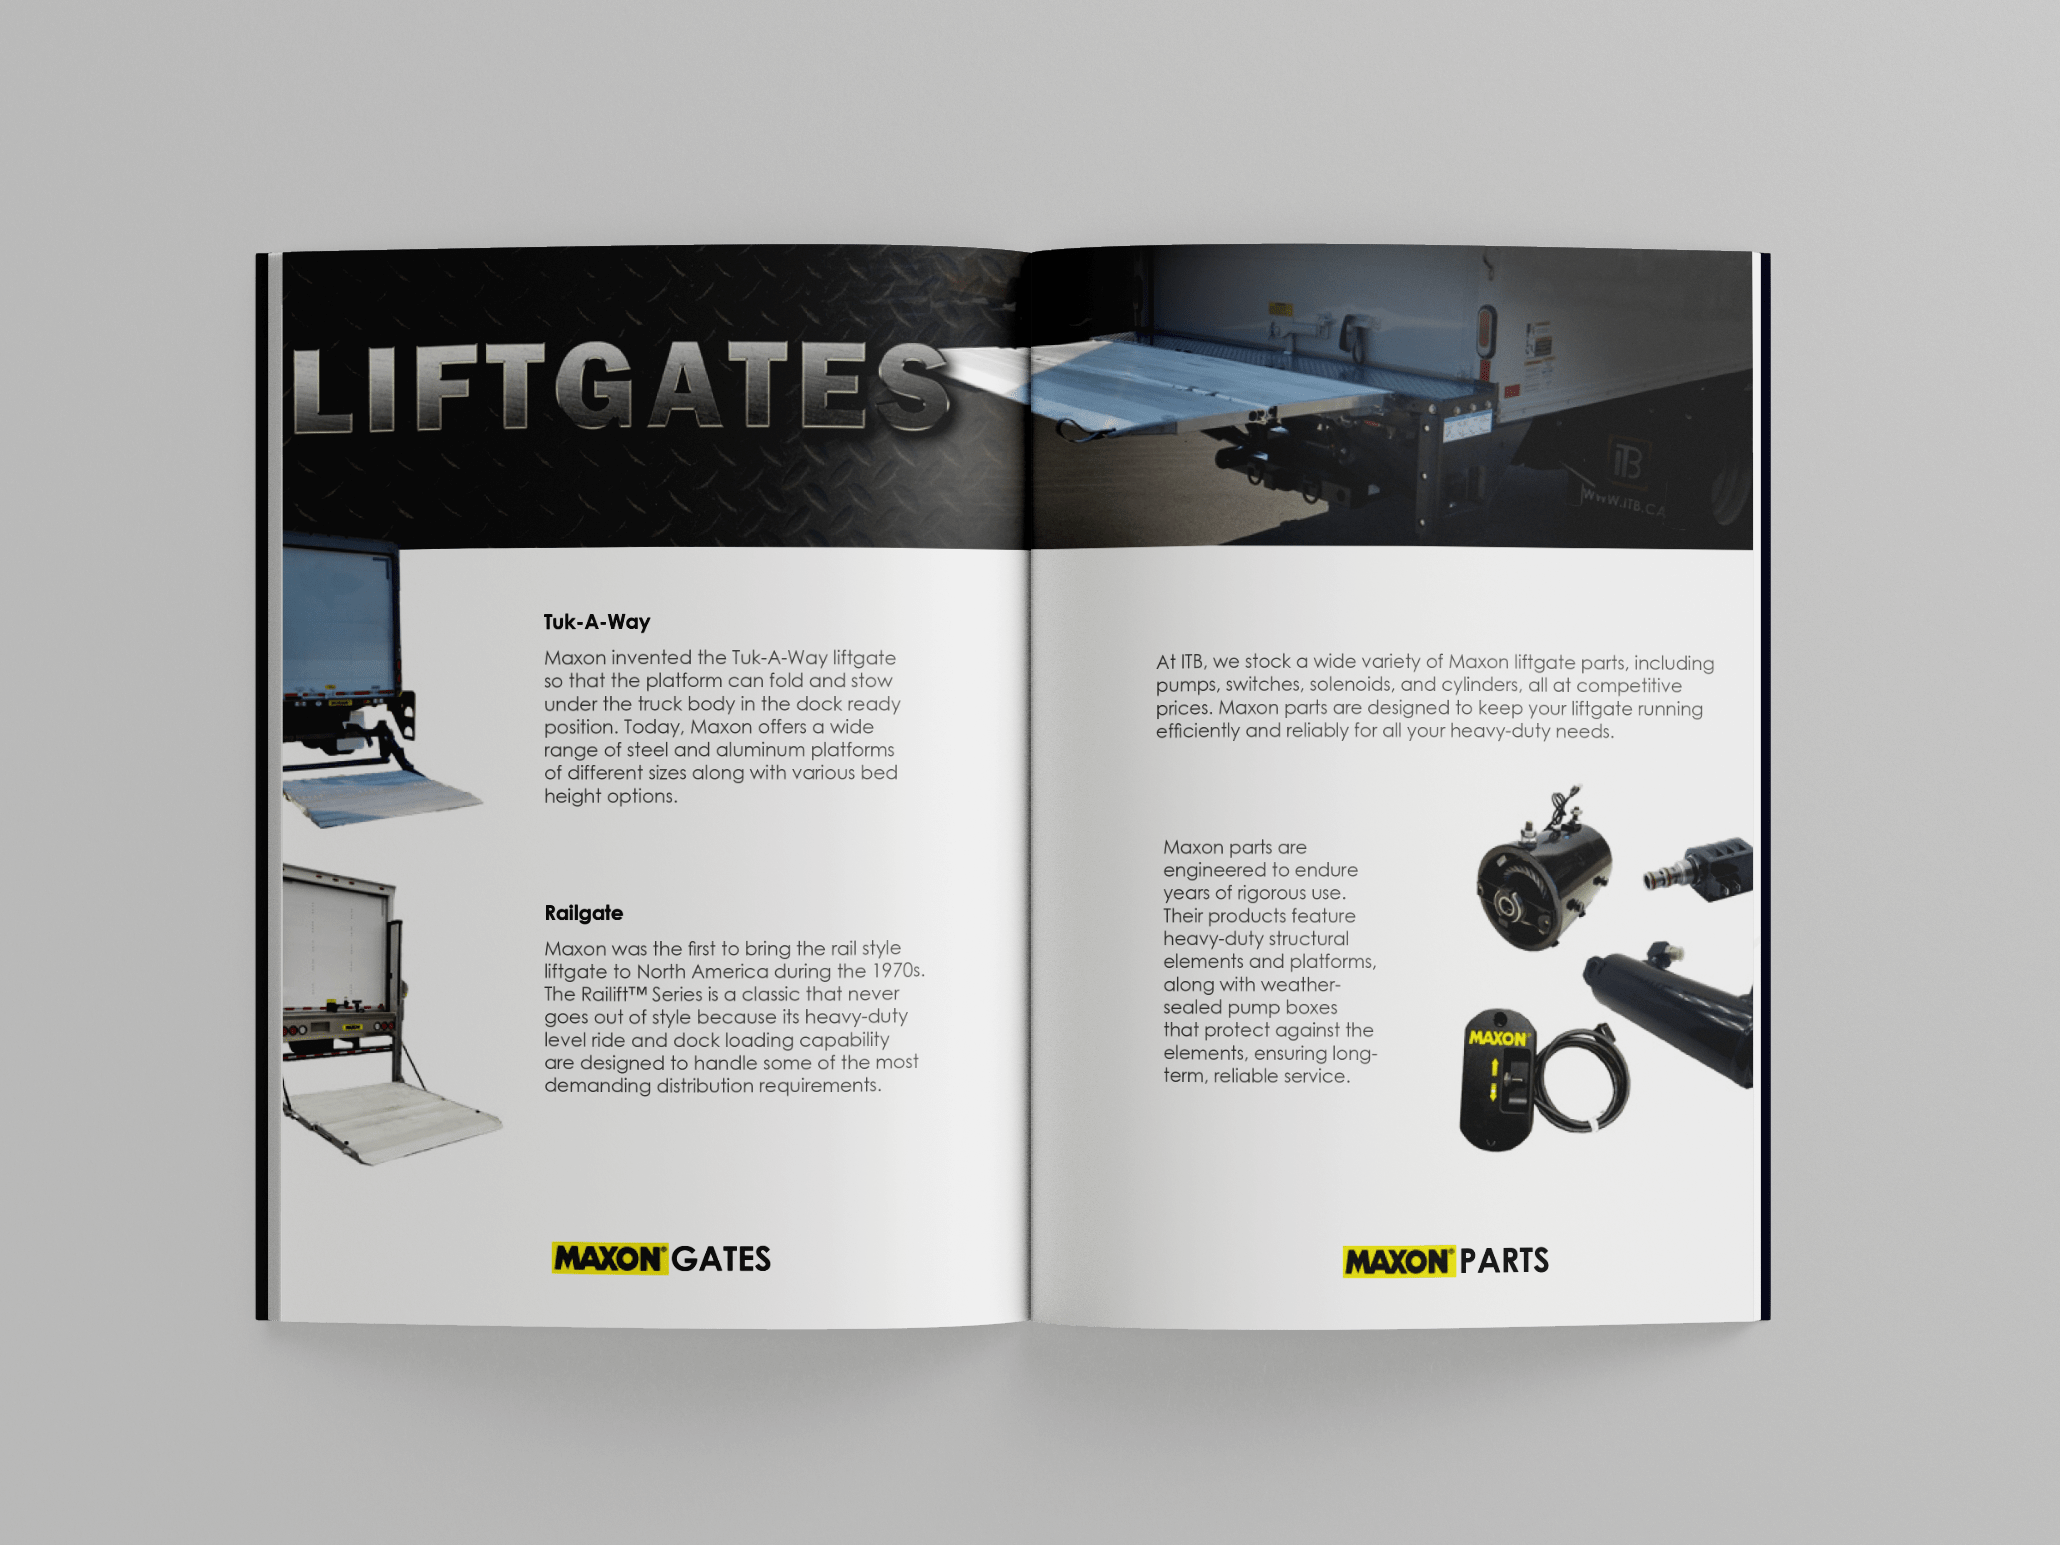 LIFTGATES
iTB
WWW.iTB.CA
Tuk-A-Way
Maxon invented the Tuk-A-Way liftgate
so that the platform can fold and stow
under the truck body in the dock ready
position. Today, Maxon offers a wide
range of steel and aluminum platforms
of different sizes along with various bed
height options.
Railgate
Maxon was the first to bring the rail style
liftgate to North America during the 1970s.
The Railift™ Series is a classic that never
goes out of style because its heavy-duty
level ride and dock loading capability
are designed to handle some of the most
demanding distribution requirements.
MAXON® GATES
At ITB, we stock a wide variety of Maxon liftgate parts, including
pumps, switches, solenoids, and cylinders, all at competitive
prices. Maxon parts are designed to keep your liftgate running
efficiently and reliably for all your heavy-duty needs.
Maxon parts are
engineered to endure
years of rigorous use.
Their products feature
heavy-duty structural
elements and platforms,
along with weather-
sealed pump boxes
that protect against the
elements, ensuring long-
term, reliable service.
MAXON®
MAXON® PARTS